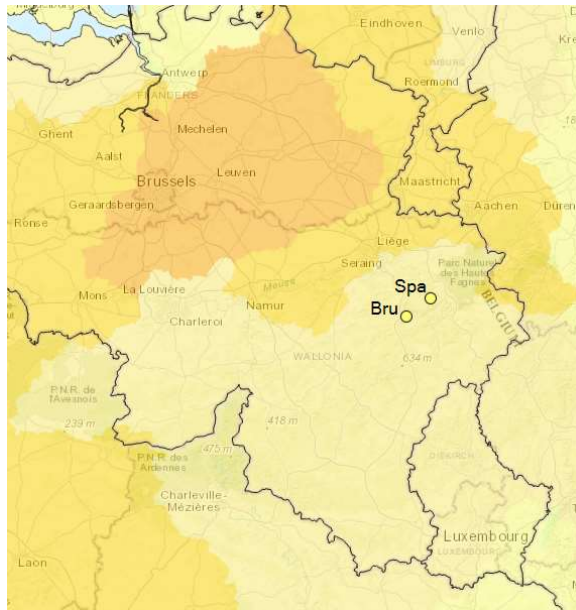 Eindhoven
Venlo
Antwerp
LIMBURG
FLANDERS
Roermond
Ghent
Mechelen
Aalst
Brussels
Leuven
Maastricht
Geraardsbergen
Aachen
Düren
Ronse
Liège
Seraing
Parc Naturel
des Hautes
Fagnes
Meuse
Spa
Mons
La Louvière
Namur
Bru
BELGIUM
Charleroi
WALLONIA
634 m
P.N.R. de
l'Avesnois
239 m
418 m
475 m
P.N.R. des
Ardennes
DIEKIRCH
Charleville-
Mézières
Luxembourg
LUXEMBOURG
Laon